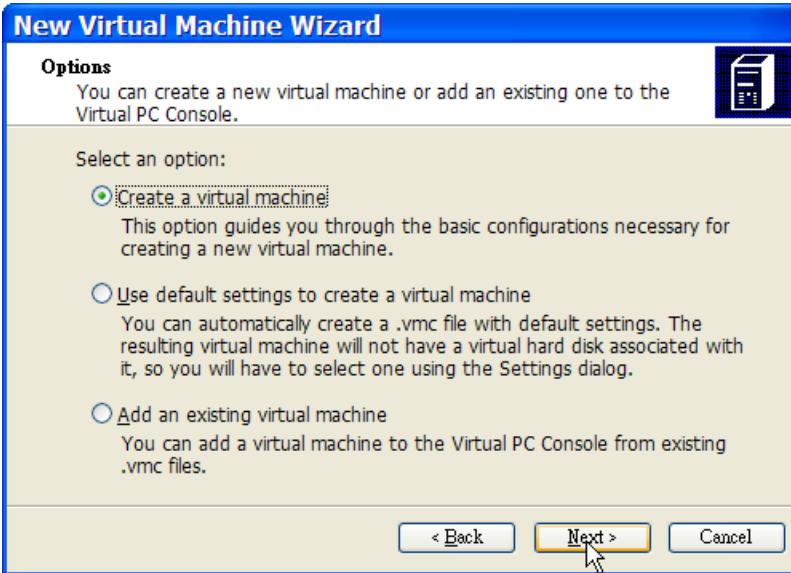 New Virtual Machine Wizard
Options
You can create a new virtual machine or add an existing one to the
Virtual PC Console.
Select an option:
Create a virtual machine
This option guides you through the basic configurations necessary for
creating a new virtual machine.
Use default settings to create a virtual machine
You can automatically create a .vmc file with default settings. The
resulting virtual machine will not have a virtual hard disk associated with
it, so you will have to select one using the Settings dialog.
Add an existing virtual machine
You can add a virtual machine to the Virtual PC Console from existing
.vmc files.
< Back Next > Cancel